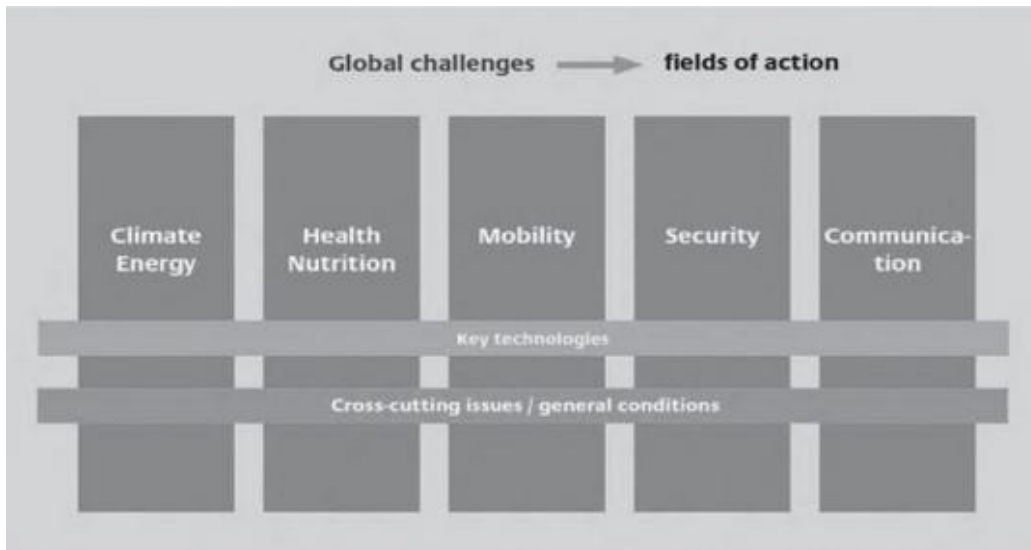 Global challenges fields of action
Climate
Energy
Health
Nutrition
Mobility
Security
Communica-
tion
Key technologies
Cross-cutting issues / general conditions